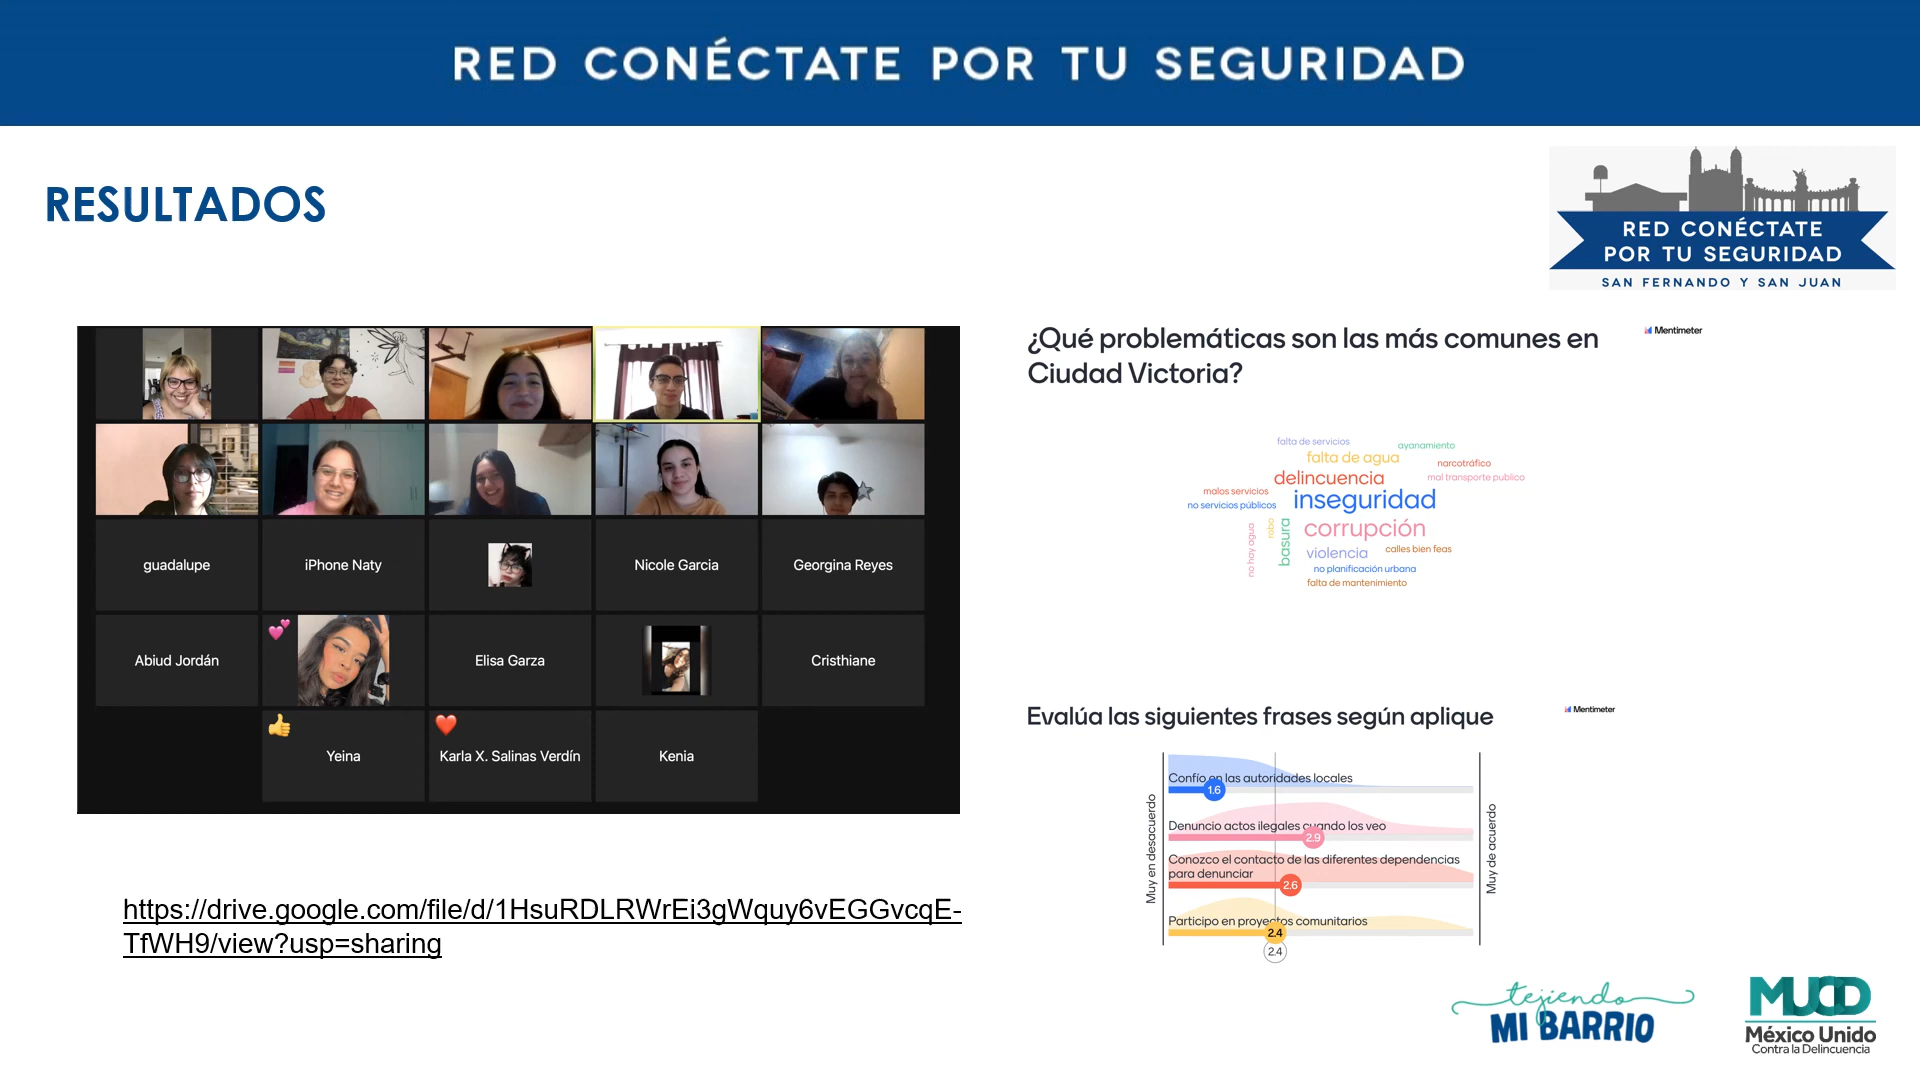 RED CONÉCTATE POR TU SEGURIDAD
RESULTADOS
RED CONÉCTATE
POR TU SEGURIDAD
SAN FERNANDO Y SAN JUAN
guadalupe
iPhone Naty
Nicole Garcia
Georgina Reyes
Abiud Jordán
Elisa Garza
Cristhiane
Yeina
Karla X. Salinas Verdín
Kenia
https://drive.google.com/file/d/1HsuRDLRWrEi3gWquy6vEGGvcqE-
TfWH9/view?usp=sharing
¿Qué problemáticas son las más comunes en
Ciudad Victoria?
Mentimeter
falta de servicios
ayanamiento
falta de agua
narcotráfico
delincuencia
mal transporte publico
malos servicios
inseguridad
no servicios públicos
corrupción
no hay agua
robo
basura
violencia
calles bien feas
no planificación urbana
falta de mantenimiento
Evalúa las siguientes frases según aplique
Mentimeter
Muy en desacuerdo
Confío en las autoridades locales
1.6
Denuncio actos ilegales cuando los veo
2.9
Conozco el contacto de las diferentes dependencias
para denunciar
2.6
Participo en proyectos comunitarios
2.4
2.4
Muy de acuerdo
tejiendo
MI BARRIO
MUCD
México Unido
Contra la Delincuencia